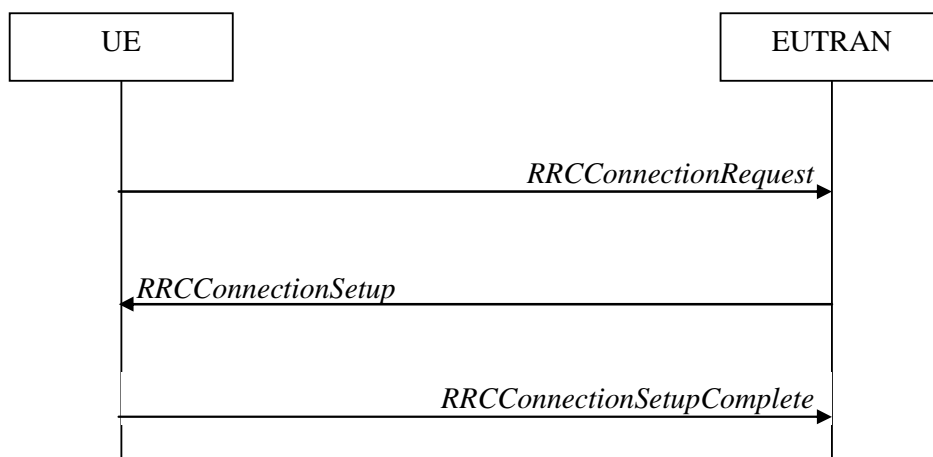 UE
EUTRAN
RRCConnectionRequest
RRCConnectionSetup
RRCConnectionSetupComplete